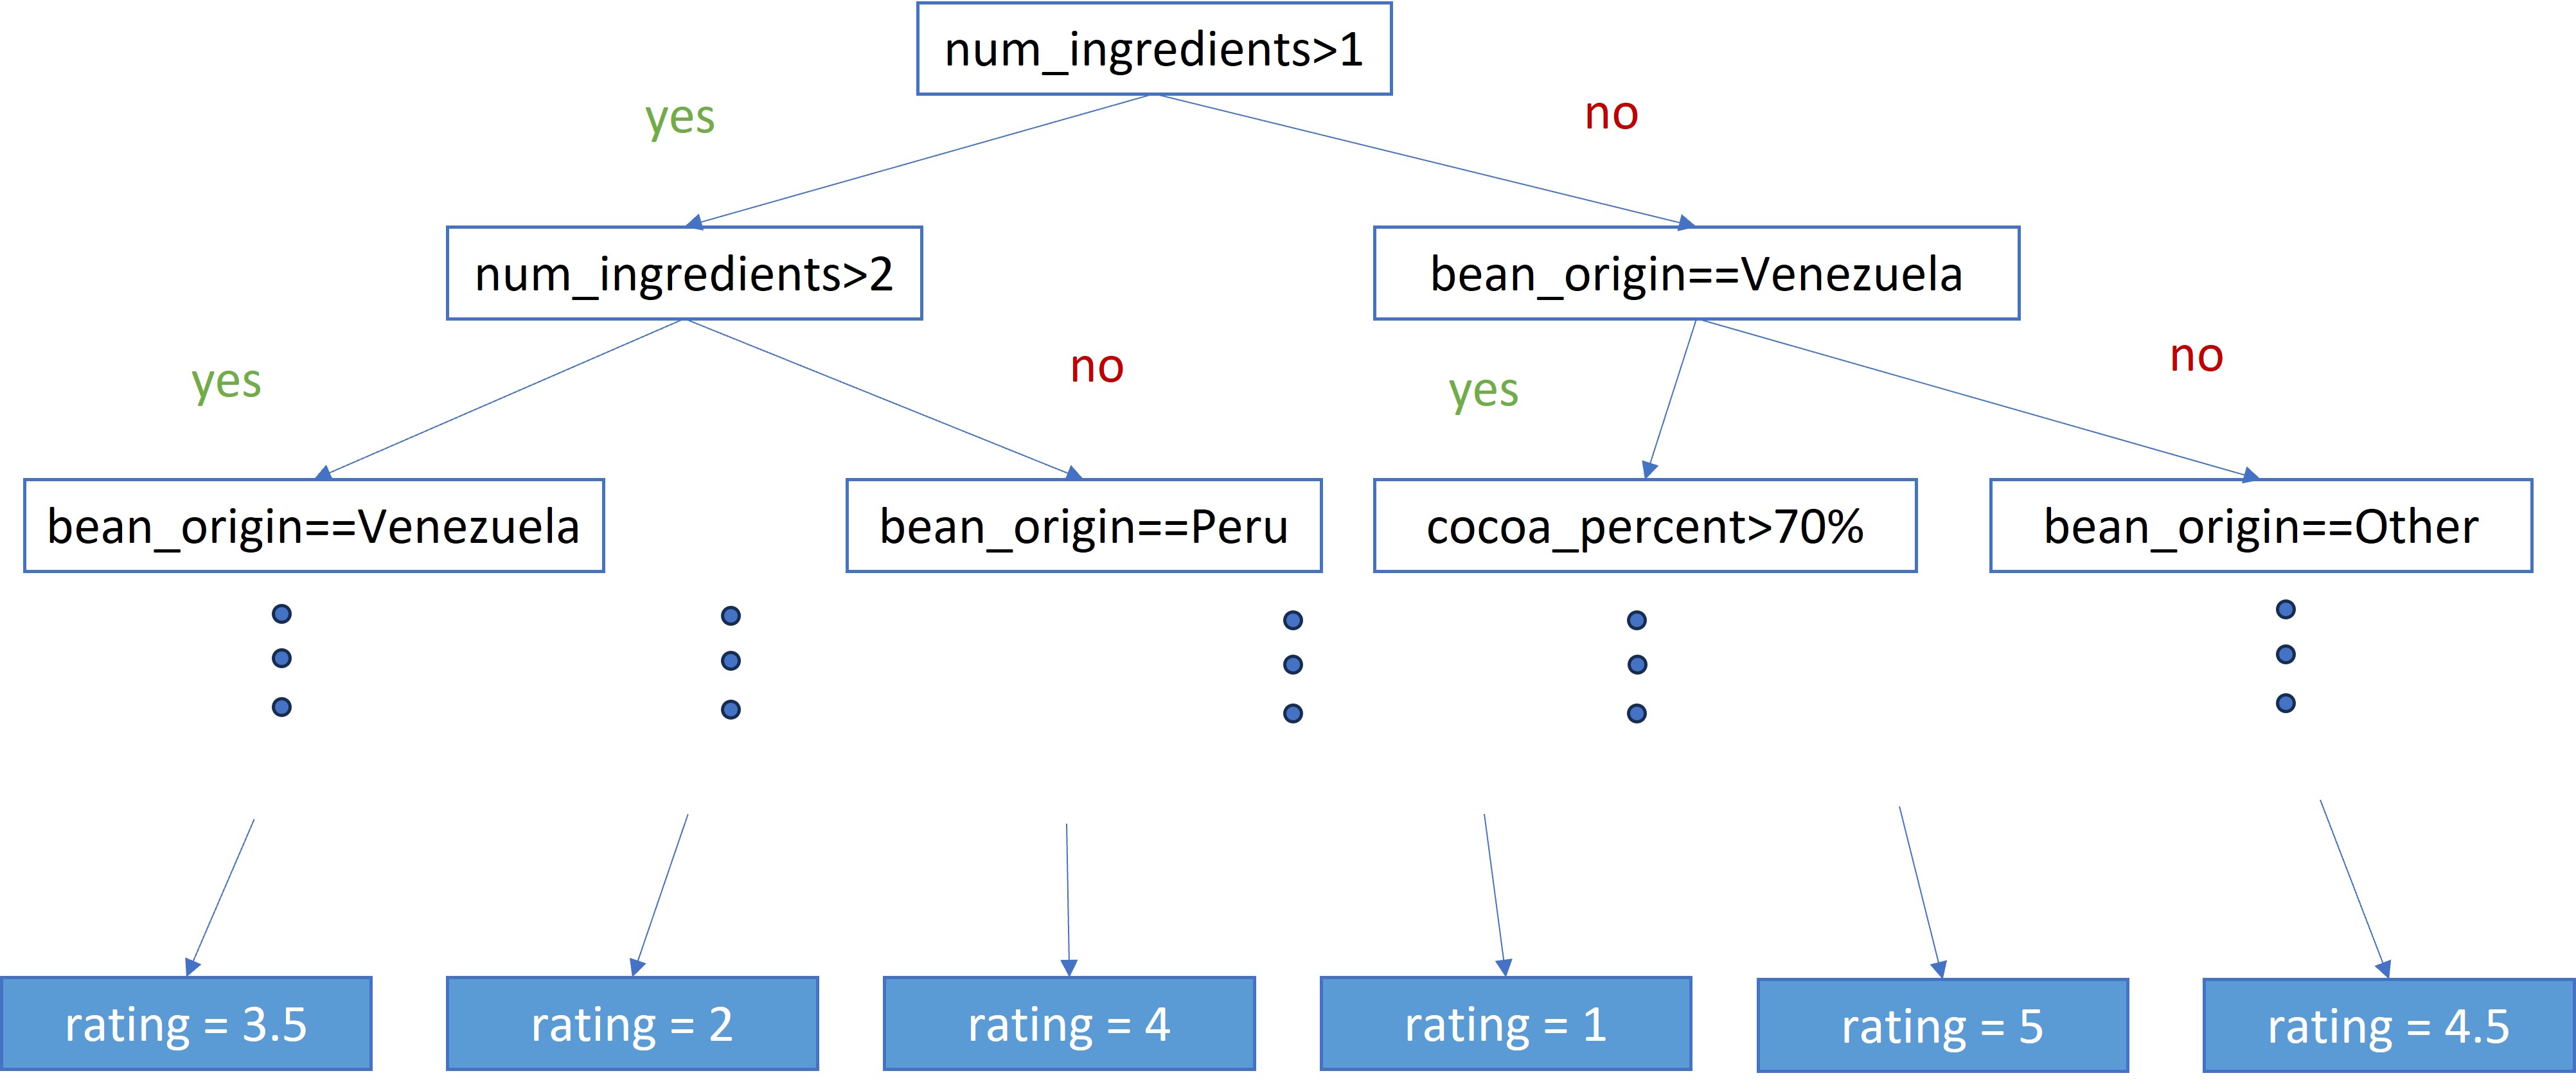 num_ingredients>1
yes
no
num_ingredients>2
bean_origin==Venezuela
yes
no
yes
no
bean_origin==Venezuela
bean_origin==Peru
cocoa_percent>70%
bean_origin==Other
rating = 3.5
rating = 2
rating = 4
rating = 1
rating = 5
rating = 4.5